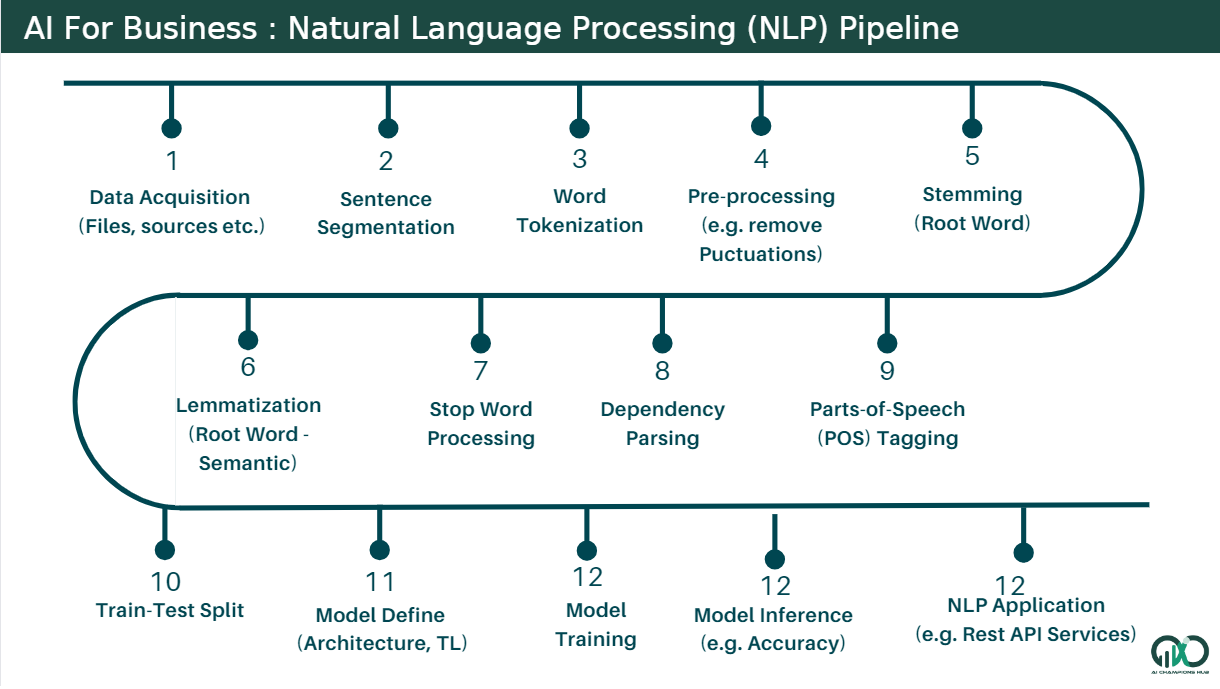 AI For Business : Natural Language Processing (NLP) Pipeline
1
Data Acquisition
(Files, sources etc.)
2
Sentence
Segmentation
3
Word
Tokenization
4
Pre-processing
(e.g. remove
Puctuations)
5
Stemming
(Root Word)
6
Lemmatization
(Root Word -
Semantic)
7
Stop Word
Processing
8
Dependency
Parsing
9
Parts-of-Speech
(POS) Tagging
10
Train-Test Split
11
Model Define
(Architecture, TL)
12
Model
Training
12
Model Inference
(e.g. Accuracy)
12
NLP Application
(e.g. Rest API Services)
AI CHAMPIONS HUB